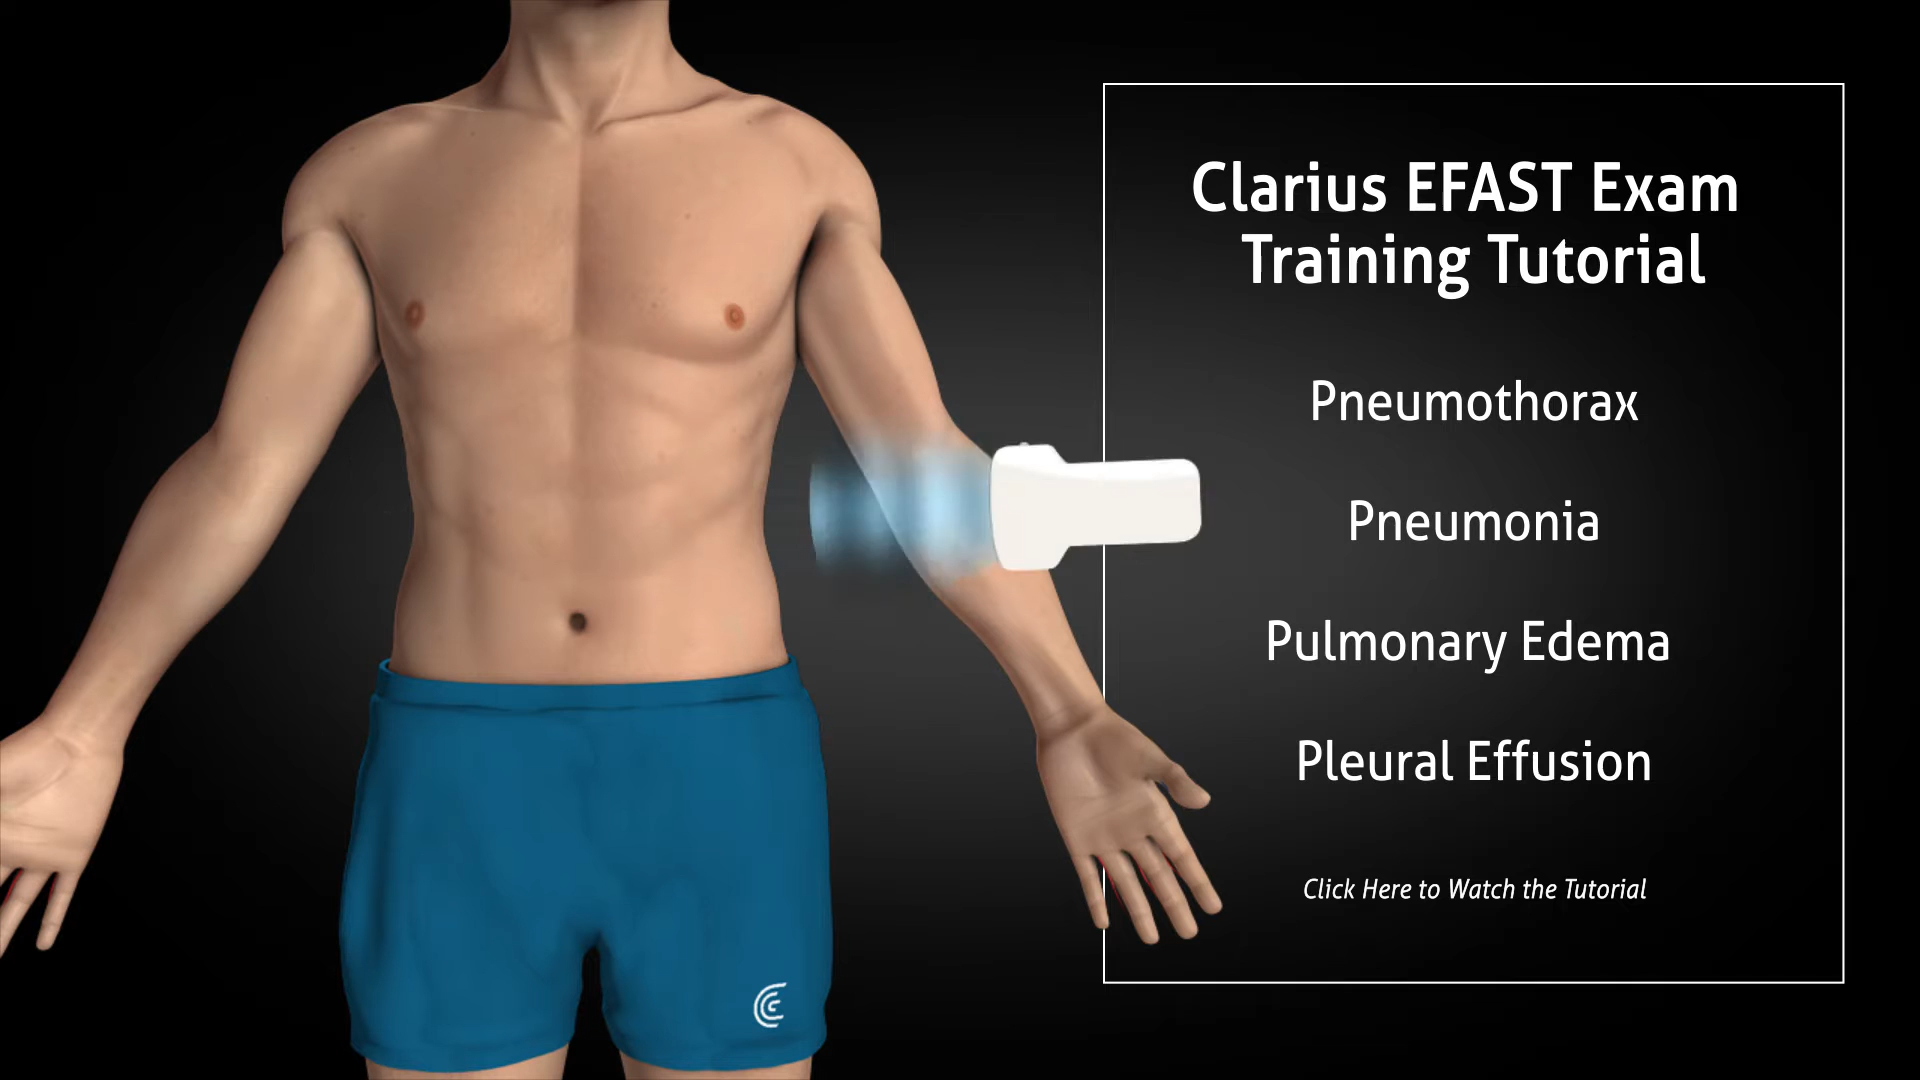 Clarius EFAST Exam
Training Tutorial
Pneumothorax
Pneumonia
Pulmonary Edema
Pleural Effusion
Click Here to Watch the Tutorial